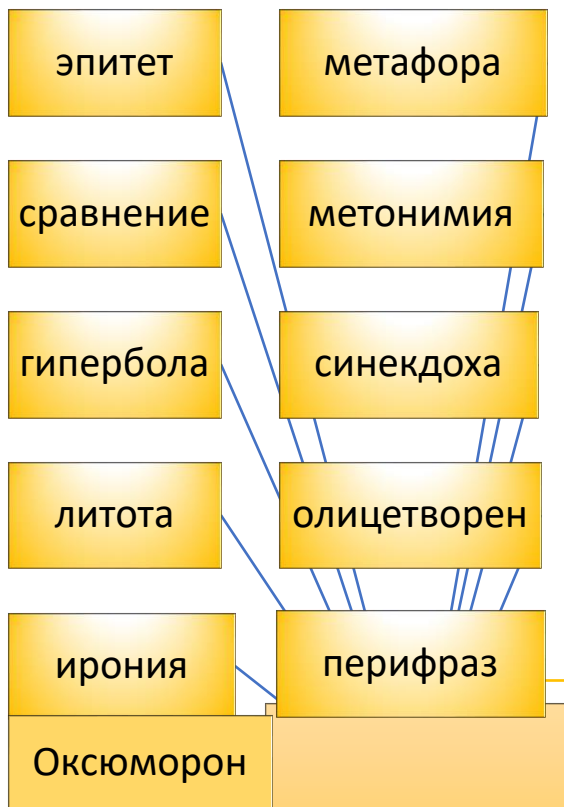 эпитет
метафора
сравнение
метонимия
гипербола
синекдоха
литота
олицетворен
ирония
перифраз
Оксюморон